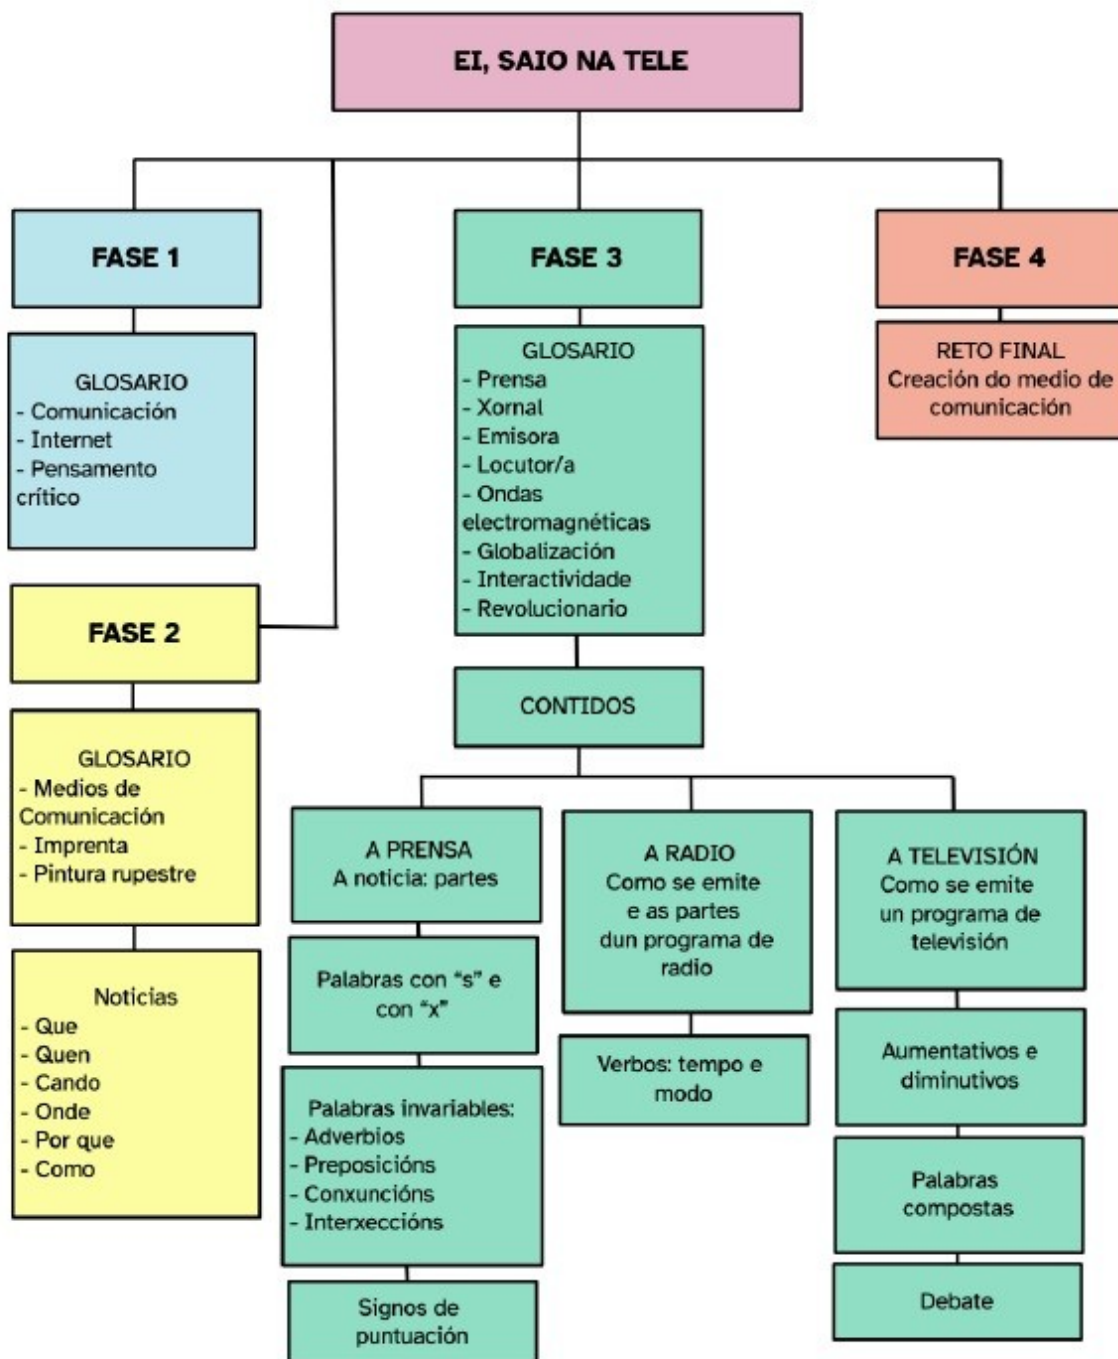 EI, SAIO NA TELE
FASE 1
GLOSARIO
- Comunicación
- Internet
- Pensamento
crítico
FASE 2
GLOSARIO
- Medios de
Comunicación
- Imprenta
- Pintura rupestre
Noticias
- Que
- Quen
- Cando
- Onde
- Por que
- Como
FASE 3
GLOSARIO
- Prensa
- Xornal
- Emisora
- Locutor/a
- Ondas
electromagnéticas
- Globalización
- Interactividade
- Revolucionario
CONTIDOS
A PRENSA
A noticia: partes
Palabras con “s” e
con “x”
Palabras invariables:
- Adverbios
- Preposicións
- Conxuncións
- Interxeccións
Signos de
puntuación
A RADIO
Como se emite
e as partes
dun programa de
radio
Verbos: tempo e
modo
A TELEVISIÓN
Como se emite
un programa de
televisión
Aumentativos e
diminutivos
Palabras
compostas
Debate
FASE 4
RETO FINAL
Creación do medio de
comunicación